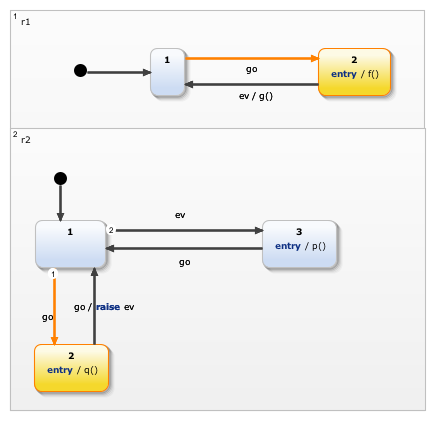 1 r1
1
go
2
entry / f()
ev / g()
2 r2
ev
1
2
3
entry / p()
go
1
go
go / raise ev
2
entry / q()